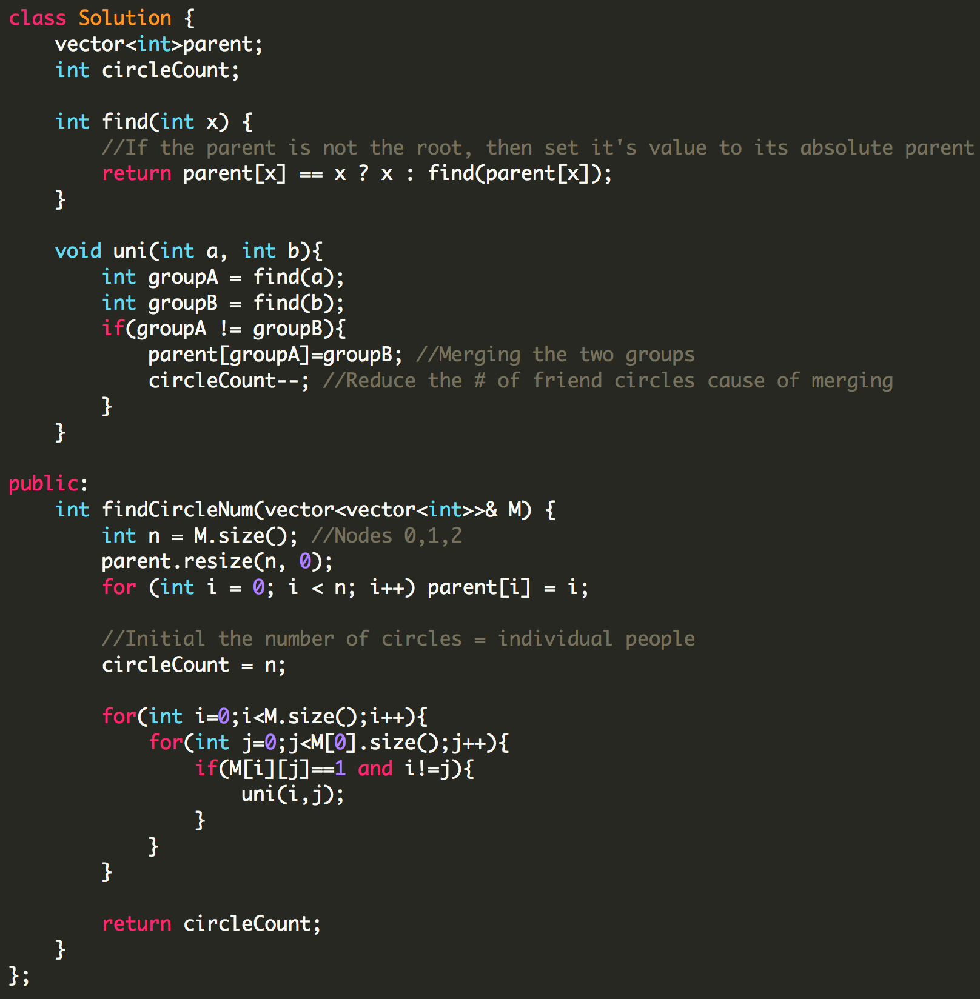 class Solution {
    vector<int>parent;
    int circleCount;

    int find(int x) {
        //If the parent is not the root, then set it's value to its absolute parent
        return parent[x] == x ? x : find(parent[x]);
    }

    void uni(int a, int b){
        int groupA = find(a);
        int groupB = find(b);
        if(groupA != groupB){
            parent[groupA]=groupB; //Merging the two groups
            circleCount--; //Reduce the # of friend circles cause of merging
        }
    }

public:
    int findCircleNum(vector<vector<int>>& M) {
        int n = M.size(); //Nodes 0,1,2
        parent.resize(n, 0);
        for (int i = 0; i < n; i++) parent[i] = i;

        //Initial the number of circles = individual people
        circleCount = n;

        for(int i=0;i<M.size();i++){
            for(int j=0;j<M[0].size();j++){
                if(M[i][j]==1 and i!=j){
                    uni(i,j);
                }
            }
        }

        return circleCount;
    }
};